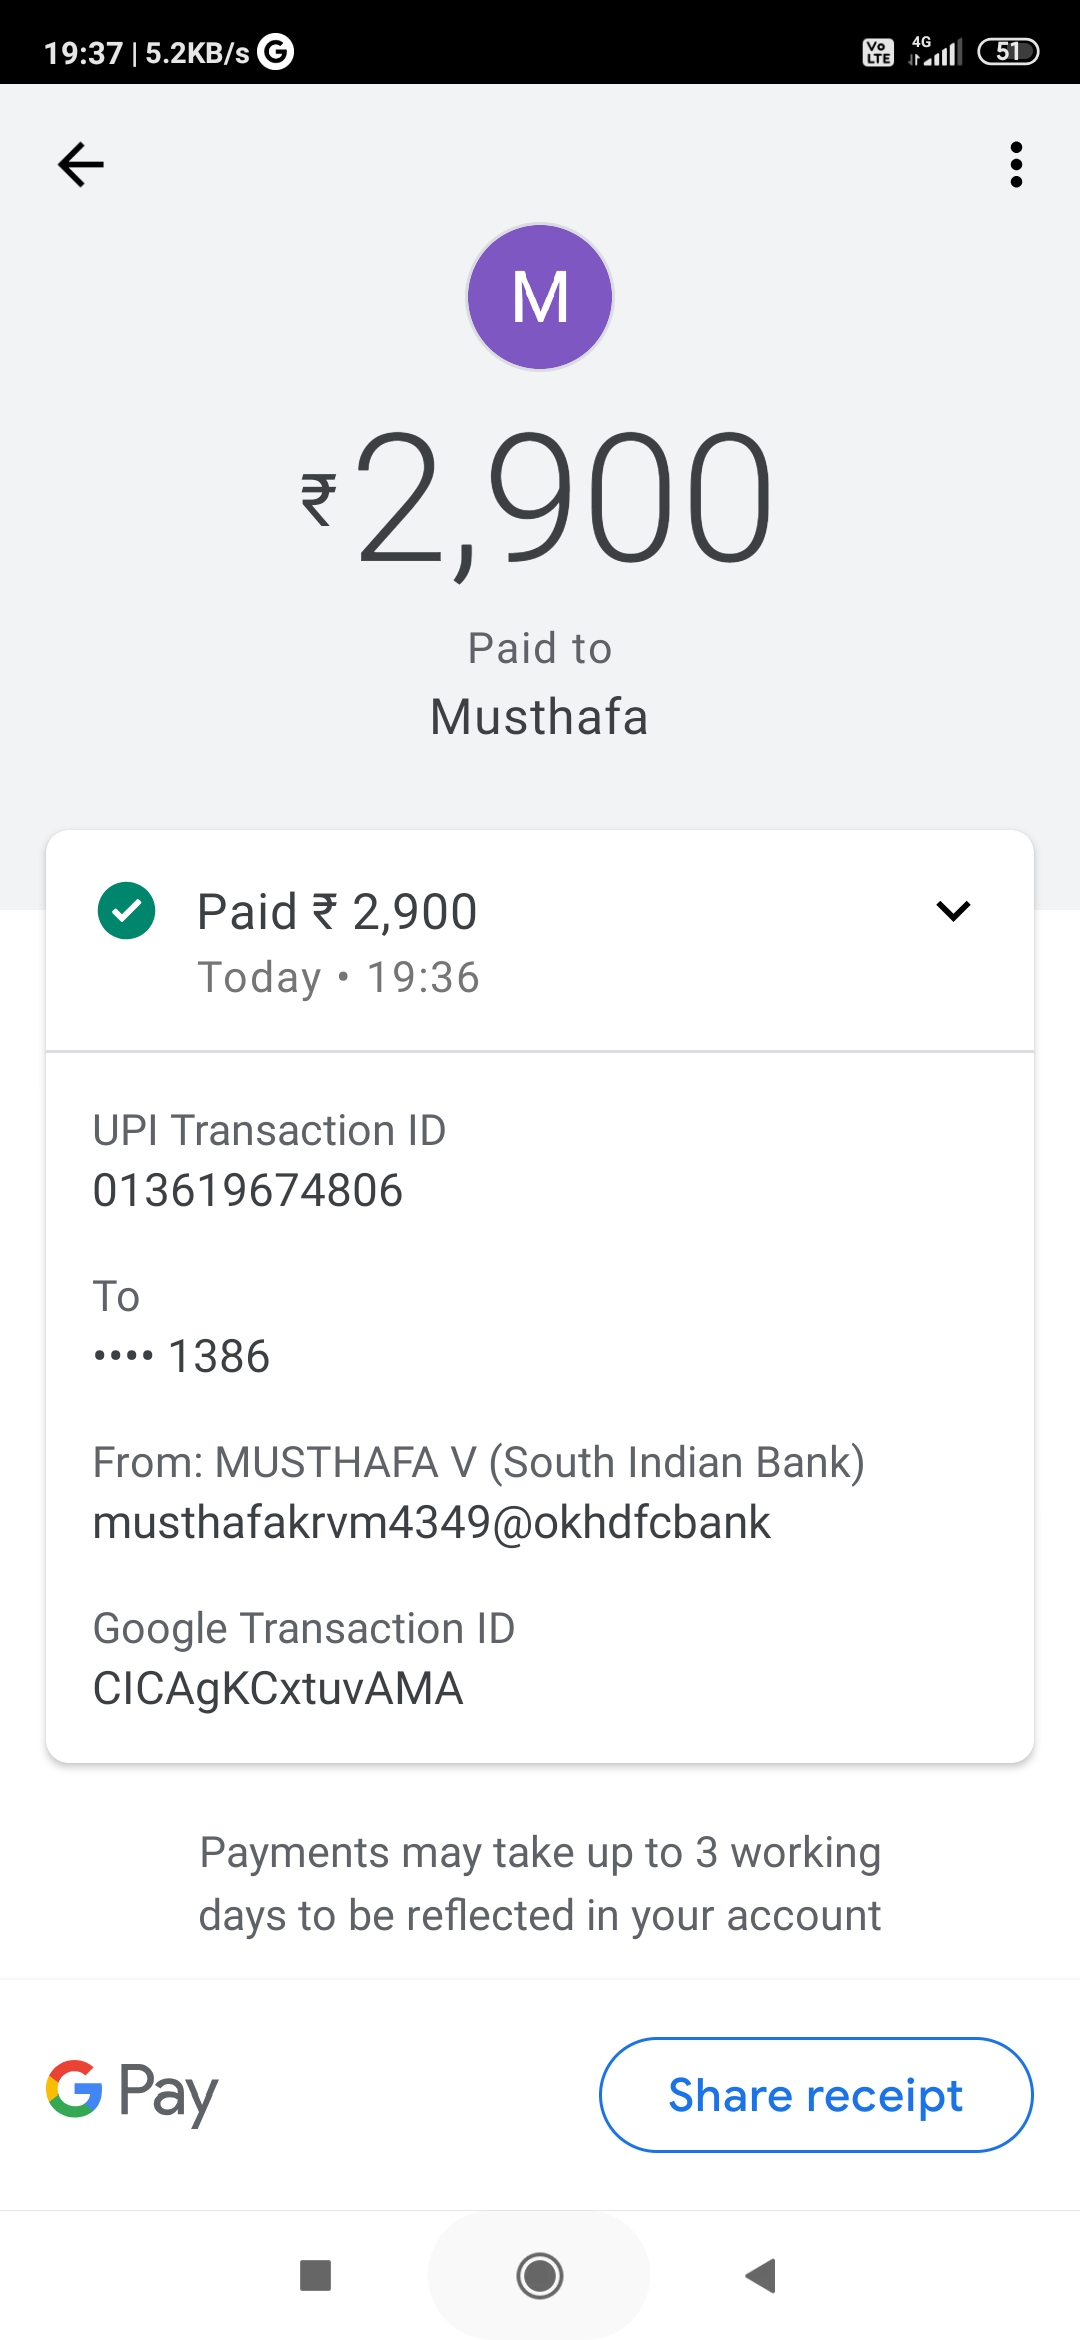 19:37 | 5.2KB/s G
Vo LTE 4G 51
M
₹2,900
Paid to
Musthafa
Paid ₹ 2,900
Today • 19:36
UPI Transaction ID
013619674806
To
•••• 1386
From: MUSTHAFA V (South Indian Bank)
musthafakrvm4349@okhdfcbank
Google Transaction ID
CICAgKCxtuvAMA
Payments may take up to 3 working
days to be reflected in your account
G Pay
Share receipt